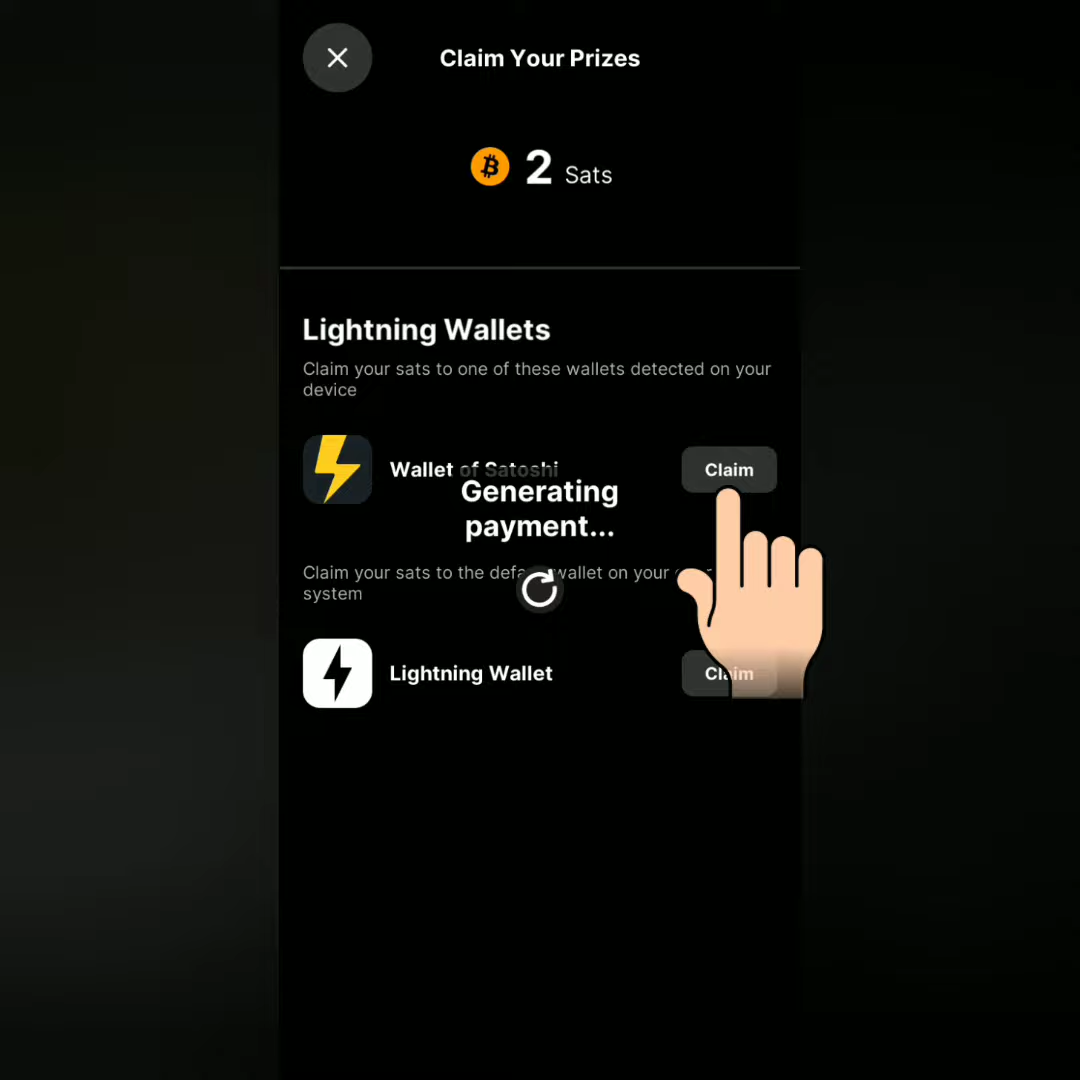 Claim Your Prizes
2 Sats
Lightning Wallets
Claim your sats to one of these wallets detected on your
device
Wallet of Satoshi
Claim
Generating
payment...
Claim your sats to the default wallet on your
system
Lightning Wallet
Claim